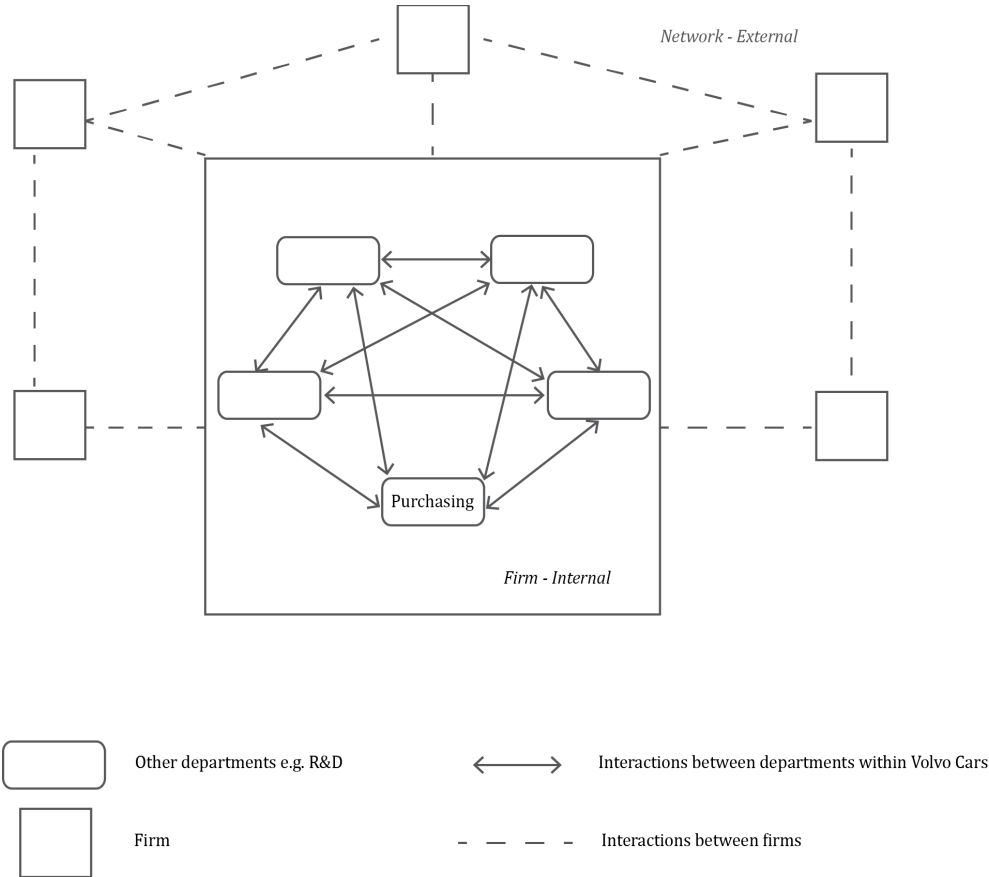 Network - External
Purchasing
Firm - Internal
Other departments e.g. R&D
Interactions between departments within Volvo Cars
Firm
Interactions between firms